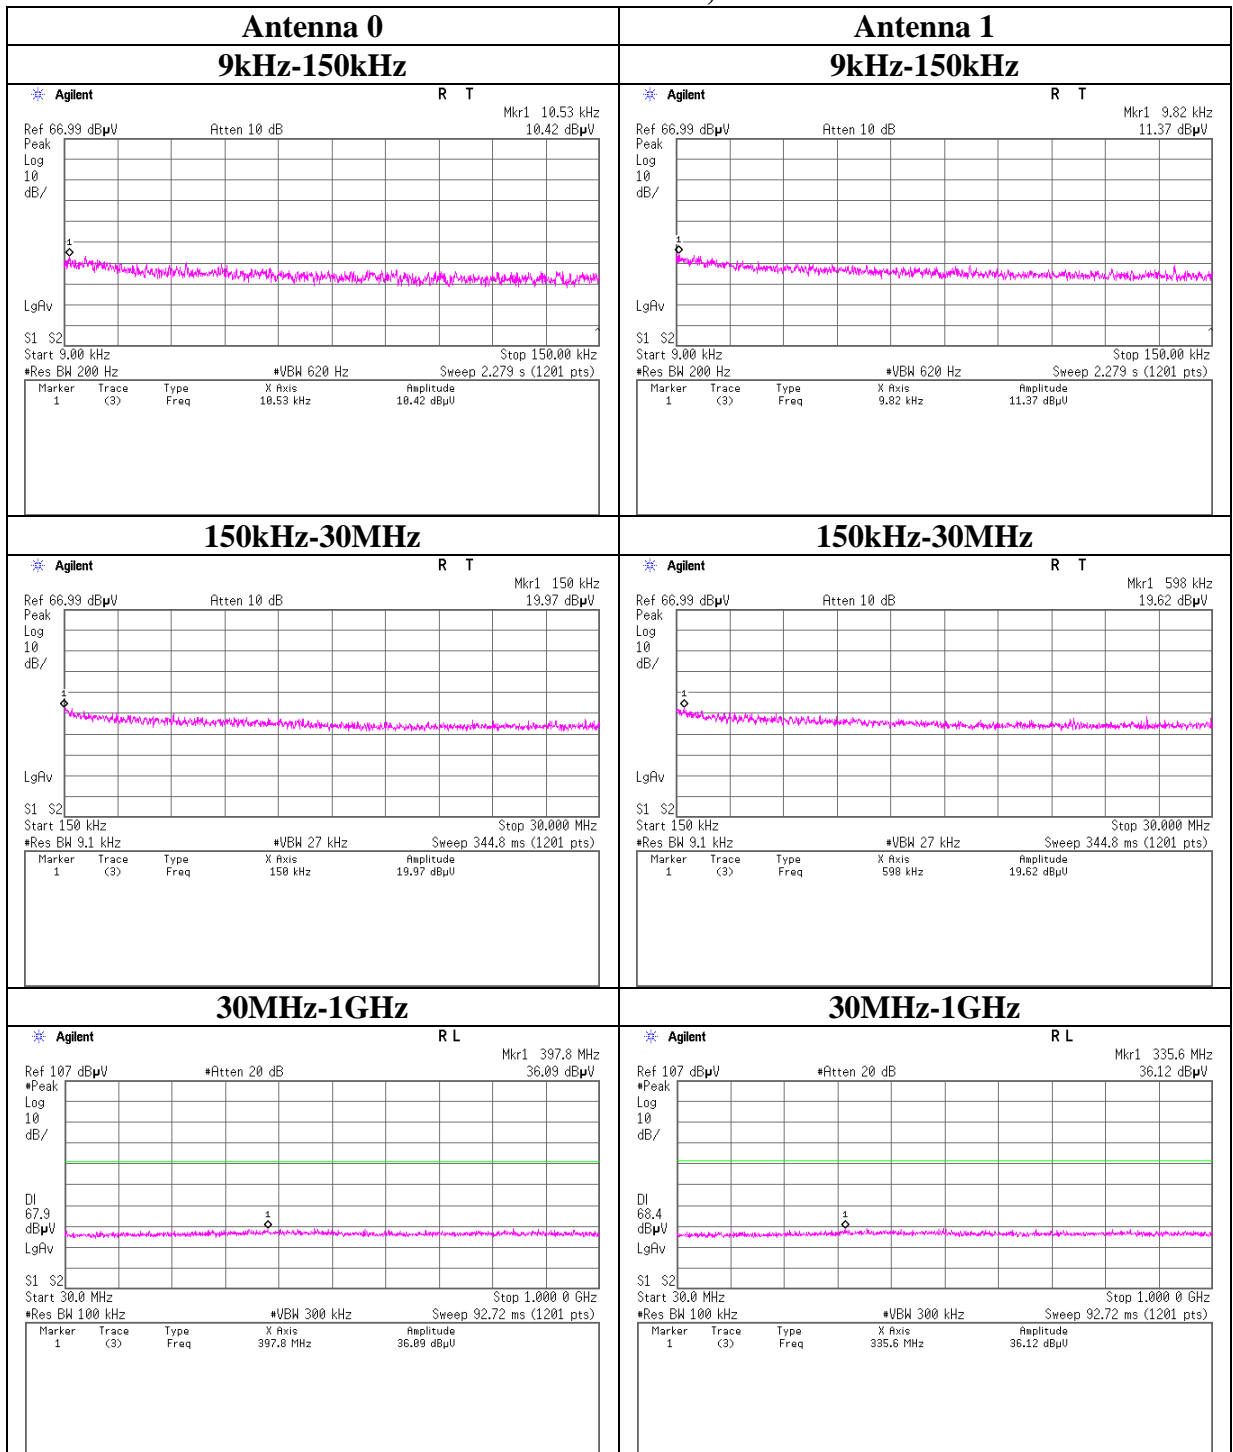 Antenna 0
Antenna 1
9kHz-150kHz
9kHz-150kHz
Agilent R T
Mkr1 10.53 kHz
Ref 66.99 dBµV Atten 10 dB 10.42 dBµV
Peak
Log
10
dB/
1
LgAv
S1 S2
Start 9.00 kHz Stop 150.00 kHz
#Res BW 200 Hz #VBW 620 Hz Sweep 2.279 s (1201 pts)
Marker Trace Type X Axis Amplitude
1 (3) Freq 10.53 kHz 10.42 dBµV
Agilent R T
Mkr1 9.82 kHz
Ref 66.99 dBµV Atten 10 dB 11.37 dBµV
Peak
Log
10
dB/
1
LgAv
S1 S2
Start 9.00 kHz Stop 150.00 kHz
#Res BW 200 Hz #VBW 620 Hz Sweep 2.279 s (1201 pts)
Marker Trace Type X Axis Amplitude
1 (3) Freq 9.82 kHz 11.37 dBµV
150kHz-30MHz
150kHz-30MHz
Agilent R T
Mkr1 150 kHz
Ref 66.99 dBµV Atten 10 dB 19.97 dBµV
Peak
Log
10
dB/
1
LgAv
S1 S2
Start 150 kHz Stop 30.000 MHz
#Res BW 9.1 kHz #VBW 27 kHz Sweep 344.8 ms (1201 pts)
Marker Trace Type X Axis Amplitude
1 (3) Freq 150 kHz 19.97 dBµV
Agilent R T
Mkr1 598 kHz
Ref 66.99 dBµV Atten 10 dB 19.62 dBµV
Peak
Log
10
dB/
1
LgAv
S1 S2
Start 150 kHz Stop 30.000 MHz
#Res BW 9.1 kHz #VBW 27 kHz Sweep 344.8 ms (1201 pts)
Marker Trace Type X Axis Amplitude
1 (3) Freq 598 kHz 19.62 dBµV
30MHz-1GHz
30MHz-1GHz
Agilent R L
Mkr1 397.8 MHz
Ref 107 dBµV #Atten 20 dB 36.09 dBµV
#Peak
Log
10
dB/
DI
67.9
dBµV
1
LgAv
S1 S2
Start 30.0 MHz Stop 1.000 0 GHz
#Res BW 100 kHz #VBW 300 kHz Sweep 92.72 ms (1201 pts)
Marker Trace Type X Axis Amplitude
1 (3) Freq 397.8 MHz 36.09 dBµV
Agilent R L
Mkr1 335.6 MHz
Ref 107 dBµV #Atten 20 dB 36.12 dBµV
#Peak
Log
10
dB/
DI
68.4
dBµV
1
LgAv
S1 S2
Start 30.0 MHz Stop 1.000 0 GHz
#Res BW 100 kHz #VBW 300 kHz Sweep 92.72 ms (1201 pts)
Marker Trace Type X Axis Amplitude
1 (3) Freq 335.6 MHz 36.12 dBµV